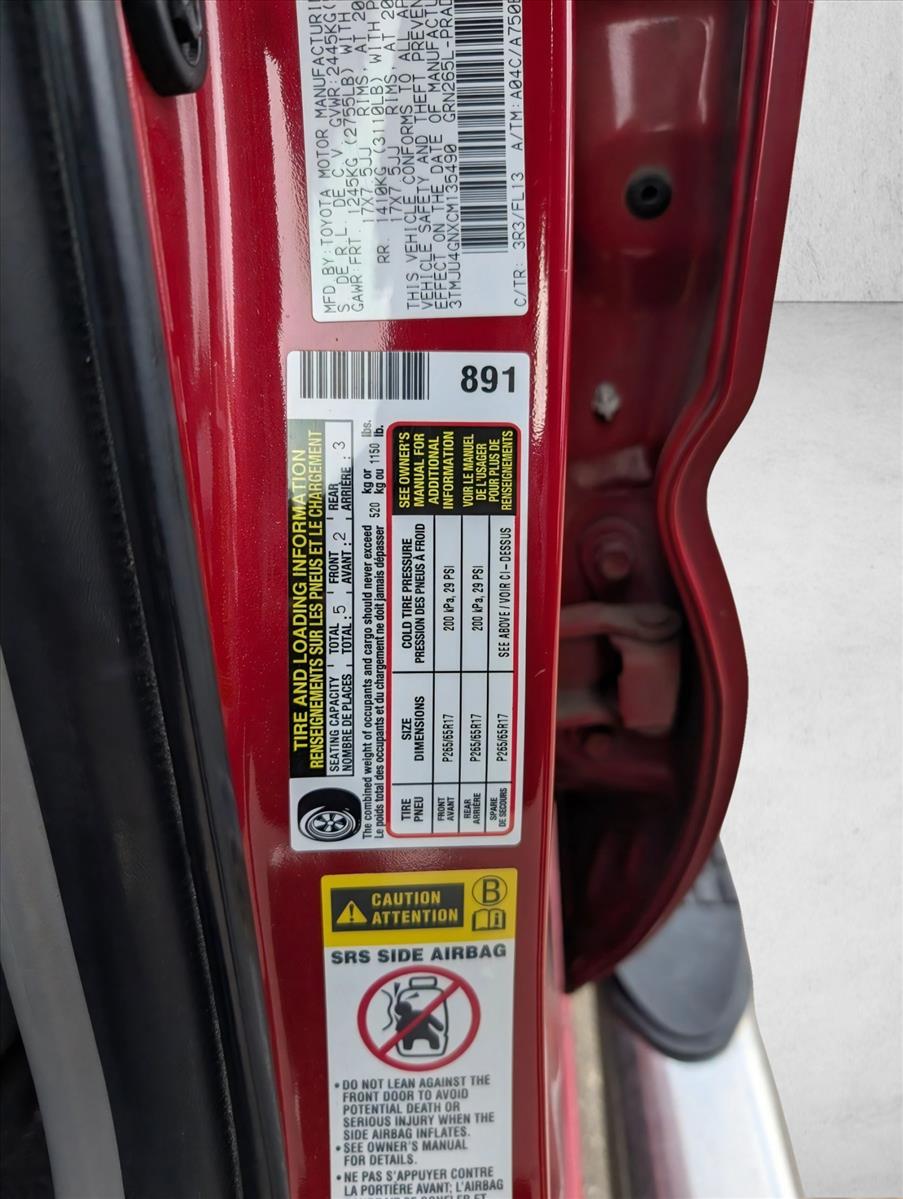 MFD BY: TOYOTA MOTOR MANUFACTURI
S. DE R.L. DE C.V.
GVWR: 2445KG(
GAWR: FRT. 1245KG (2755LB) WITH
17X7.5JJ RIMS, AT 20
RR. 1410KG (3110LB) WITH P
17X7.5JJ RIMS, AT 20
THIS VEHICLE CONFORMS TO ALL AP
VEHICLE SAFETY AND THEFT PREVEN
EFFECT ON THE DATE OF MANUFACTU
3TMJU4GNXCM135490 GRN265L-PRAD
C/TR: 3R3/FL13 A/TM: A04C/A750E
891
TIRE AND LOADING INFORMATION
RENSEIGNEMENTS SUR LES PNEUS ET LE CHARGEMENT
SEATING CAPACITY TOTAL 5 FRONT 2 REAR 3
NOMBRE DE PLACES TOTAL: AVANT: ARRIÈRE:
The combined weight of occupants and cargo should never exceed 520 kg or 1150 lbs.
Le poids total des occupants et du chargement ne doit jamais dépasser kg ou lb.
TIRE SIZE COLD TIRE PRESSURE
PNEU DIMENSIONS PRESSION DES PNEUS À FROID
FRONT AVANT P265/65R17 200 kPa, 29 PSI
REAR ARRIÈRE P265/65R17 200 kPa, 29 PSI
SPARE DE SECOURS P265/65R17 SEE ABOVE / VOIR CI-DESSUS
SEE OWNER'S
MANUAL FOR
ADDITIONAL
INFORMATION
VOIR LE MANUEL
DE L'USAGER
POUR PLUS DE
RENSEIGNEMENTS
CAUTION
ATTENTION
B
SRS SIDE AIRBAG
• DO NOT LEAN AGAINST THE
FRONT DOOR TO AVOID
POTENTIAL DEATH OR
SERIOUS INJURY WHEN THE
SIDE AIRBAG INFLATES.
• SEE OWNER'S MANUAL
FOR DETAILS.
• NE PAS S'APPUYER CONTRE
LA PORTIÈRE AVANT; L'AIRBAG